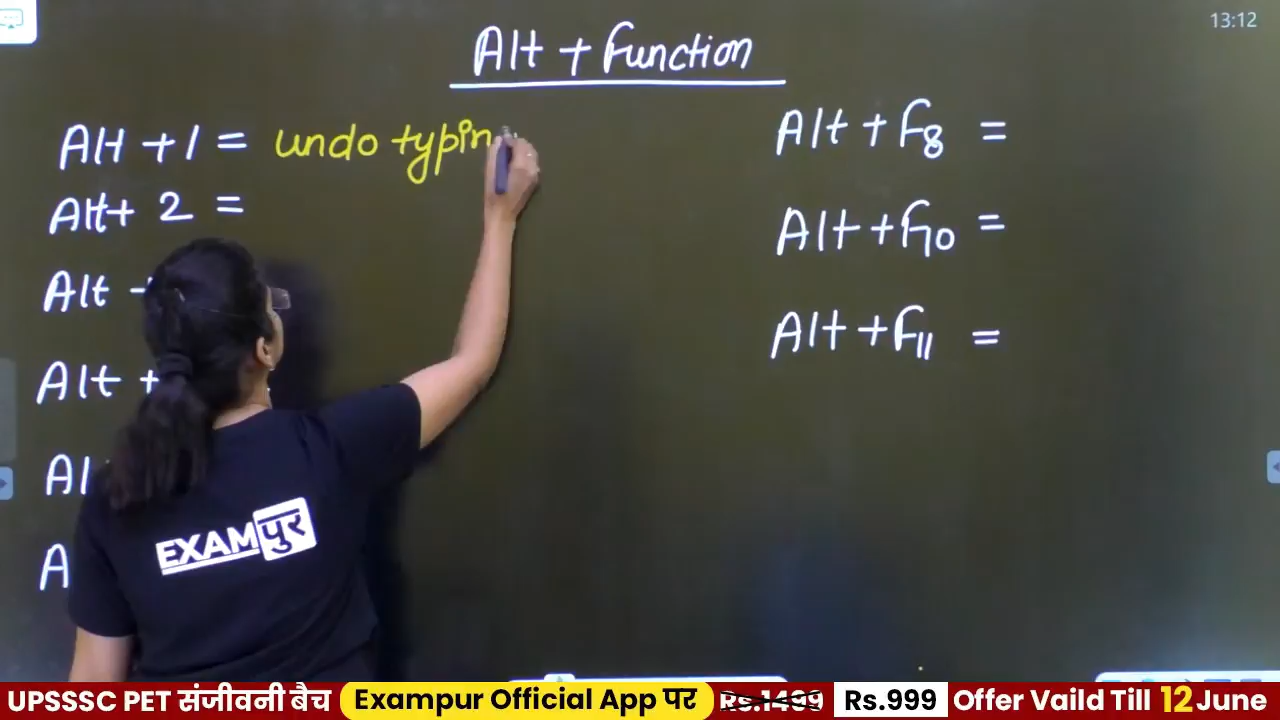 13:12
Alt + Function
Alt + 1 = undo typin
Alt + 2 =
Alt
Alt +
Al
A
Alt + F8 =
Alt + F10 =
Alt + F11 =
EXAMपुर
UPSSSC PET संजीवनी बैच Exampur Official App पर Rs.1499 Rs.999 Offer Vaild Till 12 June